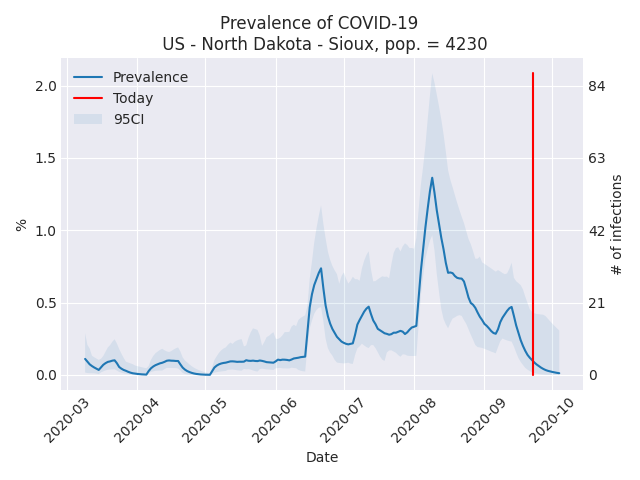 Prevalence of COVID-19
US - North Dakota - Sioux, pop. = 4230
Prevalence
Today
95CI
2.0
1.5
1.0
0.5
0.0
%
84
63
42
21
0
# of infections
2020-03
2020-04
2020-05
2020-06
2020-07
2020-08
2020-09
2020-10
Date